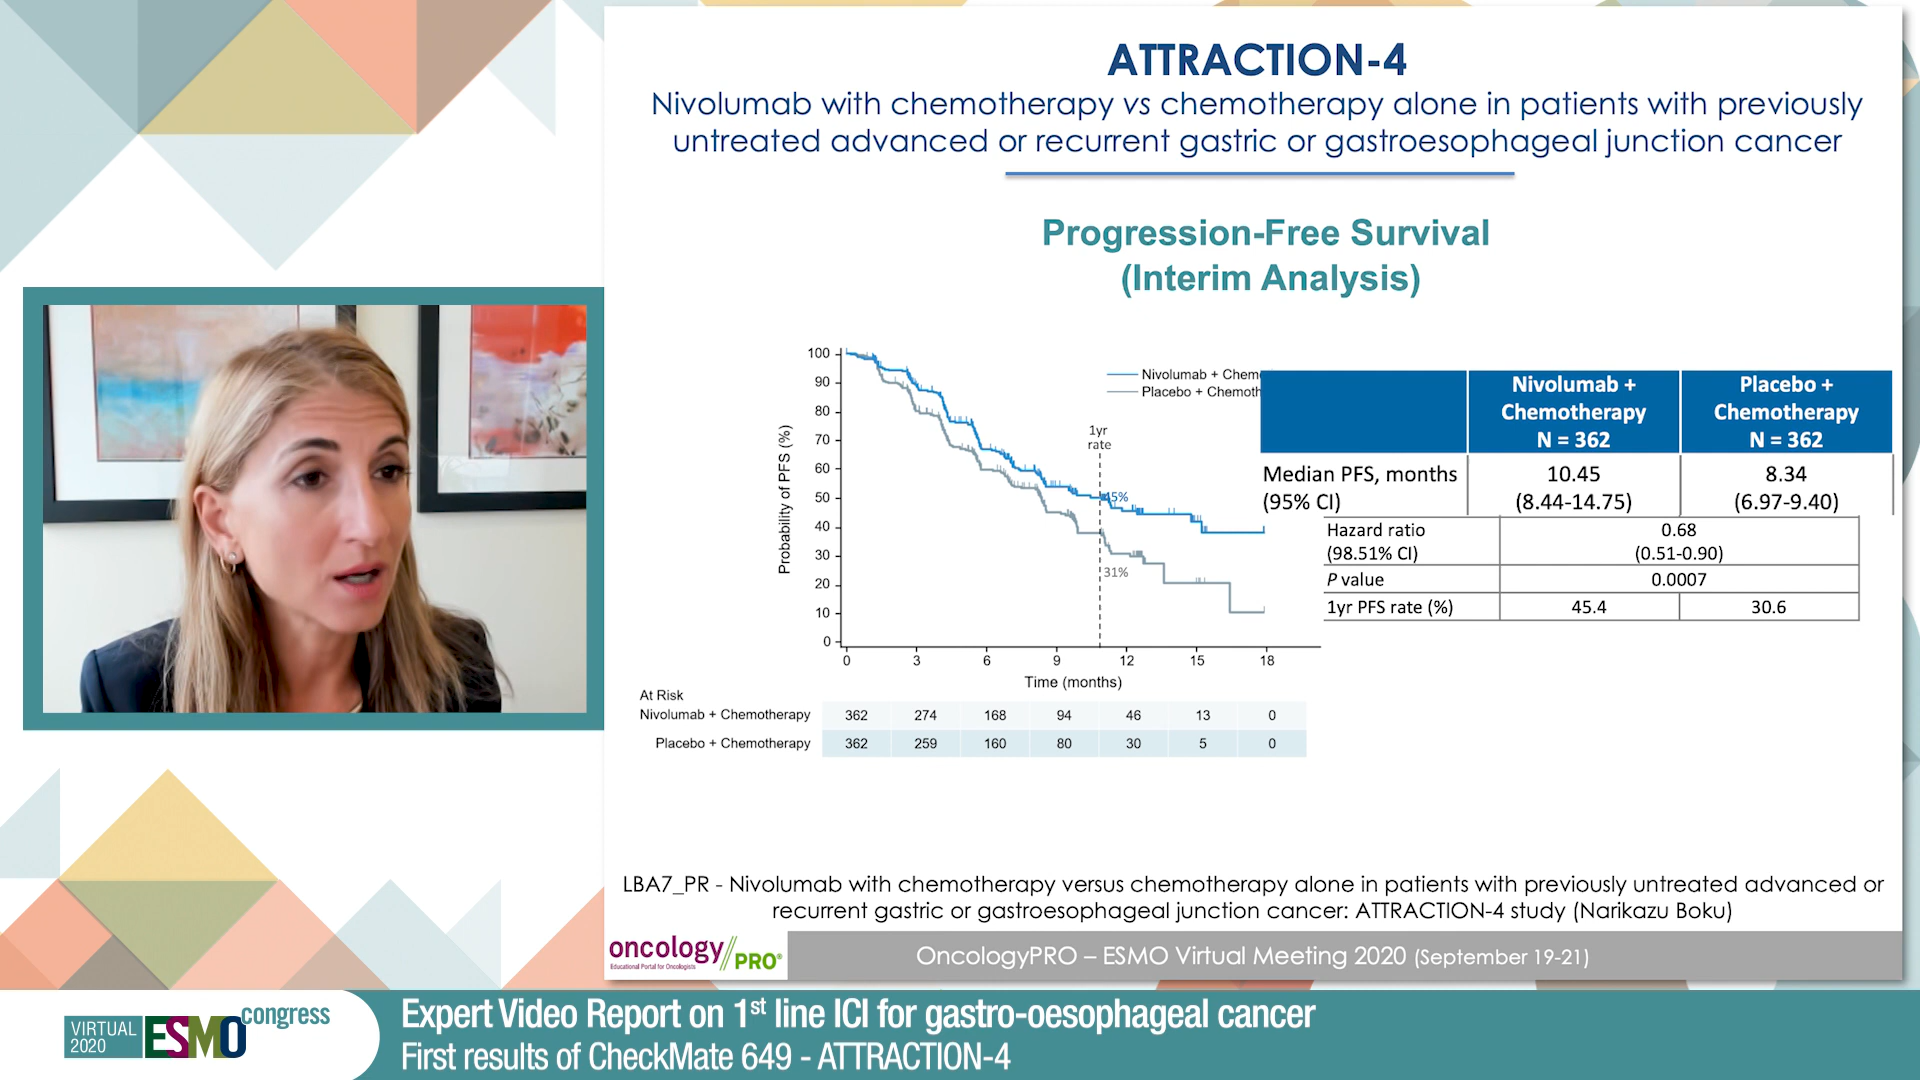 ATTRACTION-4
Nivolumab with chemotherapy vs chemotherapy alone in patients with previously
untreated advanced or recurrent gastric or gastroesophageal junction cancer
Progression-Free Survival
(Interim Analysis)
Probability of PFS (%)
100
90
80
70
60
50
40
30
20
10
0
Nivolumab + Chem
Placebo + Chemoth
1yr
rate
45%
31%
0 3 6 9 12 15 18
Time (months)
At Risk
Nivolumab + Chemotherapy 362 274 168 94 46 13 0
Placebo + Chemotherapy 362 259 160 80 30 5 0
Nivolumab +
Chemotherapy
N = 362
Placebo +
Chemotherapy
N = 362
Median PFS, months 10.45 8.34
(95% CI) (8.44-14.75) (6.97-9.40)
Hazard ratio 0.68
(98.51% CI) (0.51-0.90)
P value 0.0007
1yr PFS rate (%) 45.4 30.6
LBA7_PR - Nivolumab with chemotherapy versus chemotherapy alone in patients with previously untreated advanced or
recurrent gastric or gastroesophageal junction cancer: ATTRACTION-4 study (Narikazu Boku)
oncology//PRO®
Educational Portal for Oncologists
OncologyPRO – ESMO Virtual Meeting 2020 (September 19-21)
VIRTUAL
2020
ESMO congress
Expert Video Report on 1st line ICI for gastro-oesophageal cancer
First results of CheckMate 649 - ATTRACTION-4